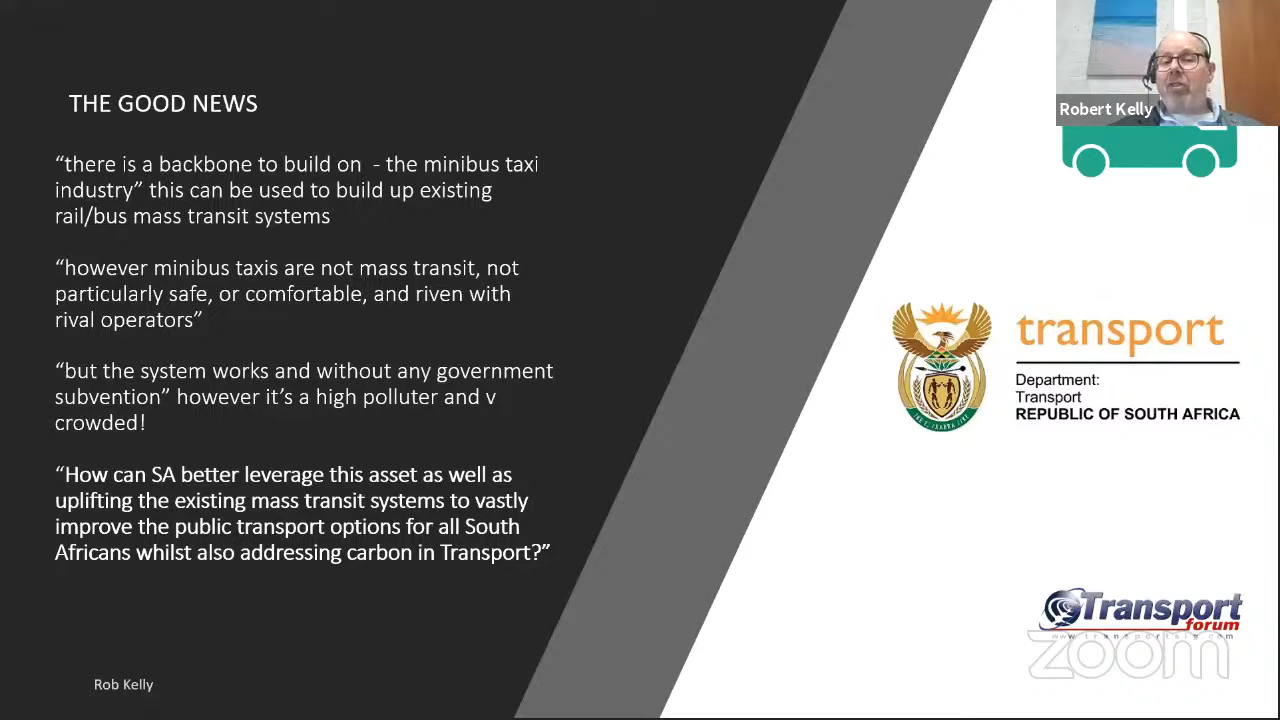 THE GOOD NEWS
“there is a backbone to build on  - the minibus taxi
industry” this can be used to build up existing
rail/bus mass transit systems
“however minibus taxis are not mass transit, not
particularly safe, or comfortable, and riven with
rival operators”
“but the system works and without any government
subvention” however it’s a high polluter and v
crowded!
“How can SA better leverage this asset as well as
uplifting the existing mass transit systems to vastly
improve the public transport options for all South
Africans whilst also addressing carbon in Transport?”
Rob Kelly
Robert Kelly
transport
Department:
Transport
REPUBLIC OF SOUTH AFRICA
Transport
forum
zoom